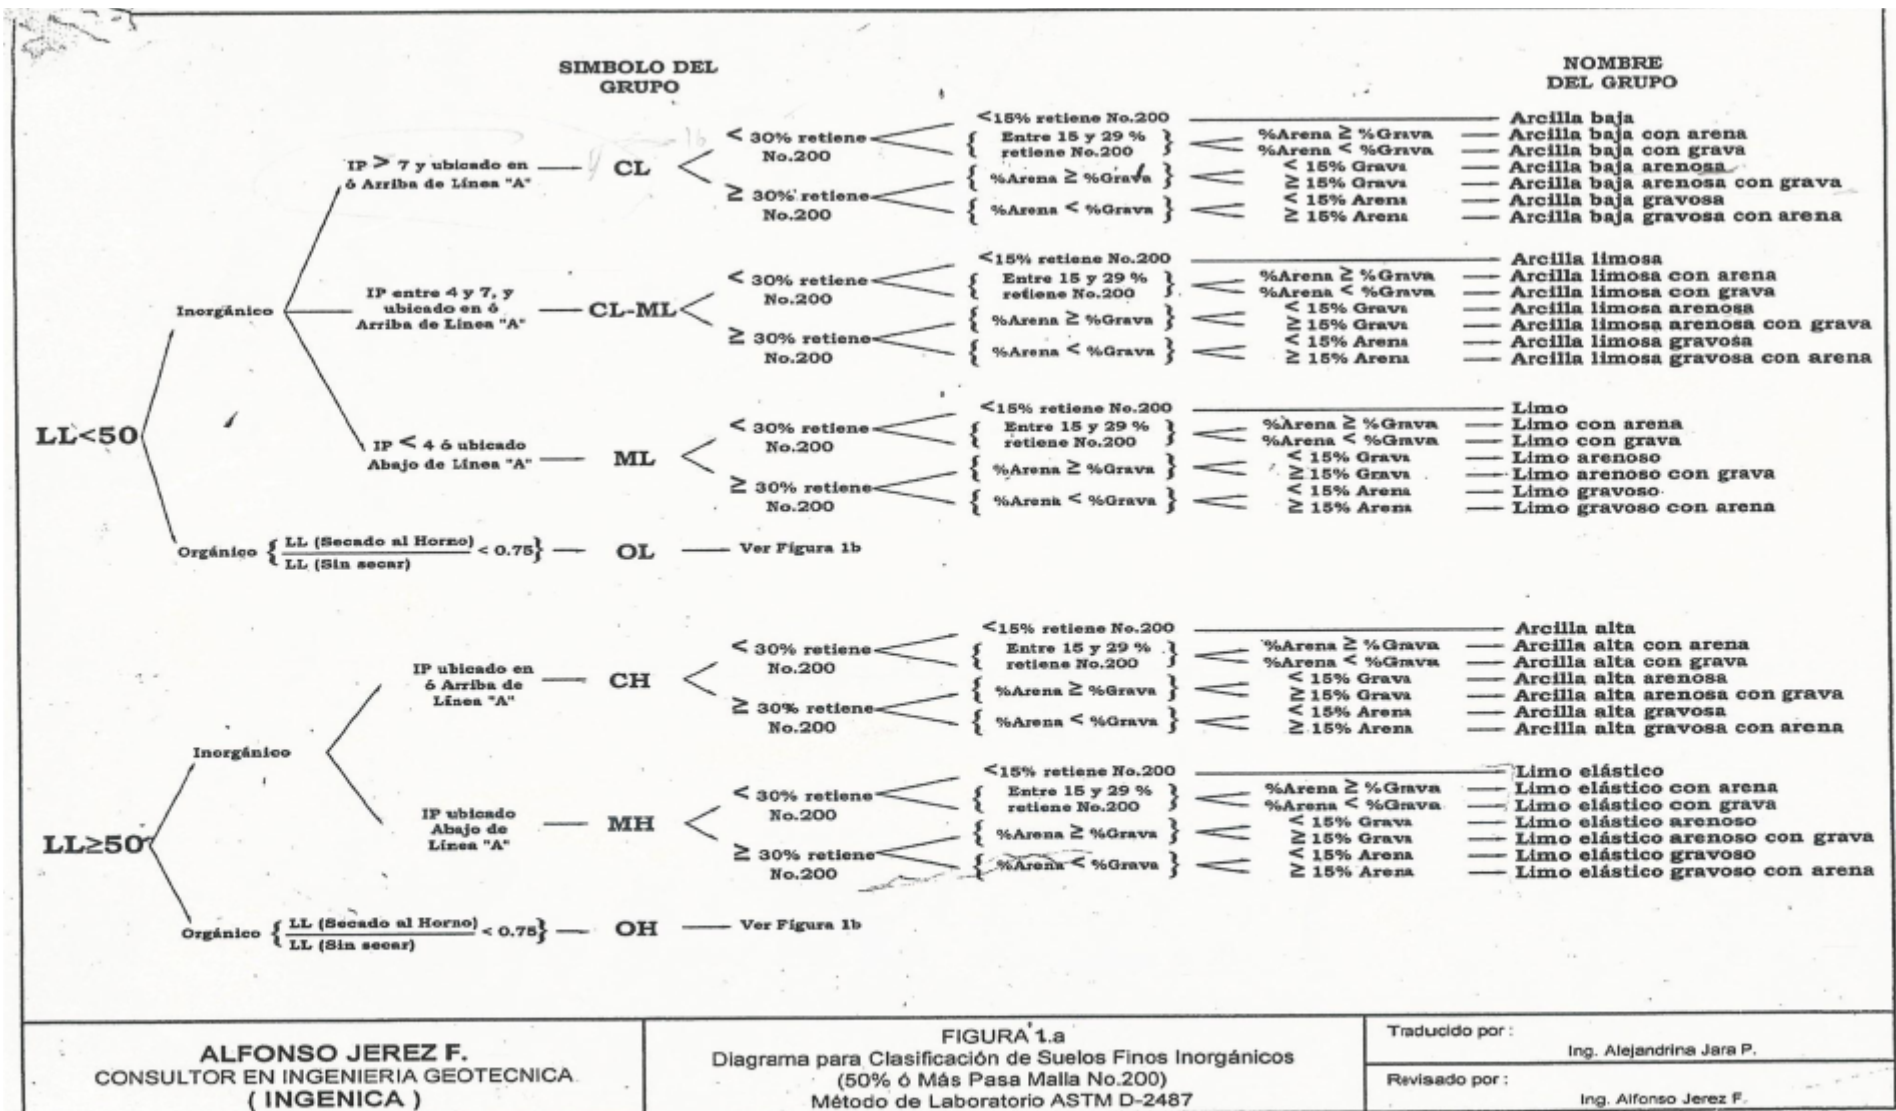 SIMBOLO DEL GRUPO
NOMBRE DEL GRUPO
LL<50
Inorgánico
IP > 7 y ubicado en ó Arriba de Línea "A"
CL
< 30% retiene No.200
<15% retiene No.200
Arcilla baja
Entre 15 y 29 % retiene No.200
%Arena ≥ %Grava
Arcilla baja con arena
%Arena < %Grava
Arcilla baja con grava
≥ 30% retiene No.200
%Arena ≥ %Grava
< 15% Grava
Arcilla baja arenosa
≥ 15% Grava
Arcilla baja arenosa con grava
%Arena < %Grava
< 15% Arena
Arcilla baja gravosa
≥ 15% Arena
Arcilla baja gravosa con arena
IP entre 4 y 7, y ubicado en ó Arriba de Línea "A"
CL-ML
< 30% retiene No.200
<15% retiene No.200
Arcilla limosa
Entre 15 y 29 % retiene No.200
%Arena ≥ %Grava
Arcilla limosa con arena
%Arena < %Grava
Arcilla limosa con grava
≥ 30% retiene No.200
%Arena ≥ %Grava
< 15% Grava
Arcilla limosa arenosa
≥ 15% Grava
Arcilla limosa arenosa con grava
%Arena < %Grava
< 15% Arena
Arcilla limosa gravosa
≥ 15% Arena
Arcilla limosa gravosa con arena
IP < 4 ó ubicado Abajo de Línea "A"
ML
< 30% retiene No.200
<15% retiene No.200
Limo
Entre 15 y 29 % retiene No.200
%Arena ≥ %Grava
Limo con arena
%Arena < %Grava
Limo con grava
≥ 30% retiene No.200
%Arena ≥ %Grava
< 15% Grava
Limo arenoso
≥ 15% Grava
Limo arenoso con grava
%Arena < %Grava
< 15% Arena
Limo gravoso
≥ 15% Arena
Limo gravoso con arena
Orgánico { LL (Secado al Horno) / LL (Sin secar) < 0.75}
OL
Ver Figura 1b
LL≥50
Inorgánico
IP ubicado en ó Arriba de Línea "A"
CH
< 30% retiene No.200
<15% retiene No.200
Arcilla alta
Entre 15 y 29 % retiene No.200
%Arena ≥ %Grava
Arcilla alta con arena
%Arena < %Grava
Arcilla alta con grava
≥ 30% retiene No.200
%Arena ≥ %Grava
< 15% Grava
Arcilla alta arenosa
≥ 15% Grava
Arcilla alta arenosa con grava
%Arena < %Grava
< 15% Arena
Arcilla alta gravosa
≥ 15% Arena
Arcilla alta gravosa con arena
IP ubicado Abajo de Línea "A"
MH
< 30% retiene No.200
<15% retiene No.200
Limo elástico
Entre 15 y 29 % retiene No.200
%Arena ≥ %Grava
Limo elástico con arena
%Arena < %Grava
Limo elástico con grava
≥ 30% retiene No.200
%Arena ≥ %Grava
< 15% Grava
Limo elástico arenoso
≥ 15% Grava
Limo elástico arenoso con grava
%Arena < %Grava
< 15% Arena
Limo elástico gravoso
≥ 15% Arena
Limo elástico gravoso con arena
Orgánico { LL (Secado al Horno) / LL (Sin secar) < 0.75}
OH
Ver Figura 1b
ALFONSO JEREZ F.
CONSULTOR EN INGENIERIA GEOTECNICA
( INGENICA )
FIGURA 1.a
Diagrama para Clasificación de Suelos Finos Inorgánicos
(50% ó Más Pasa Malla No.200)
Método de Laboratorio ASTM D-2487
Traducido por :
Ing. Alejandrina Jara P.
Revisado por :
Ing. Alfonso Jerez F.